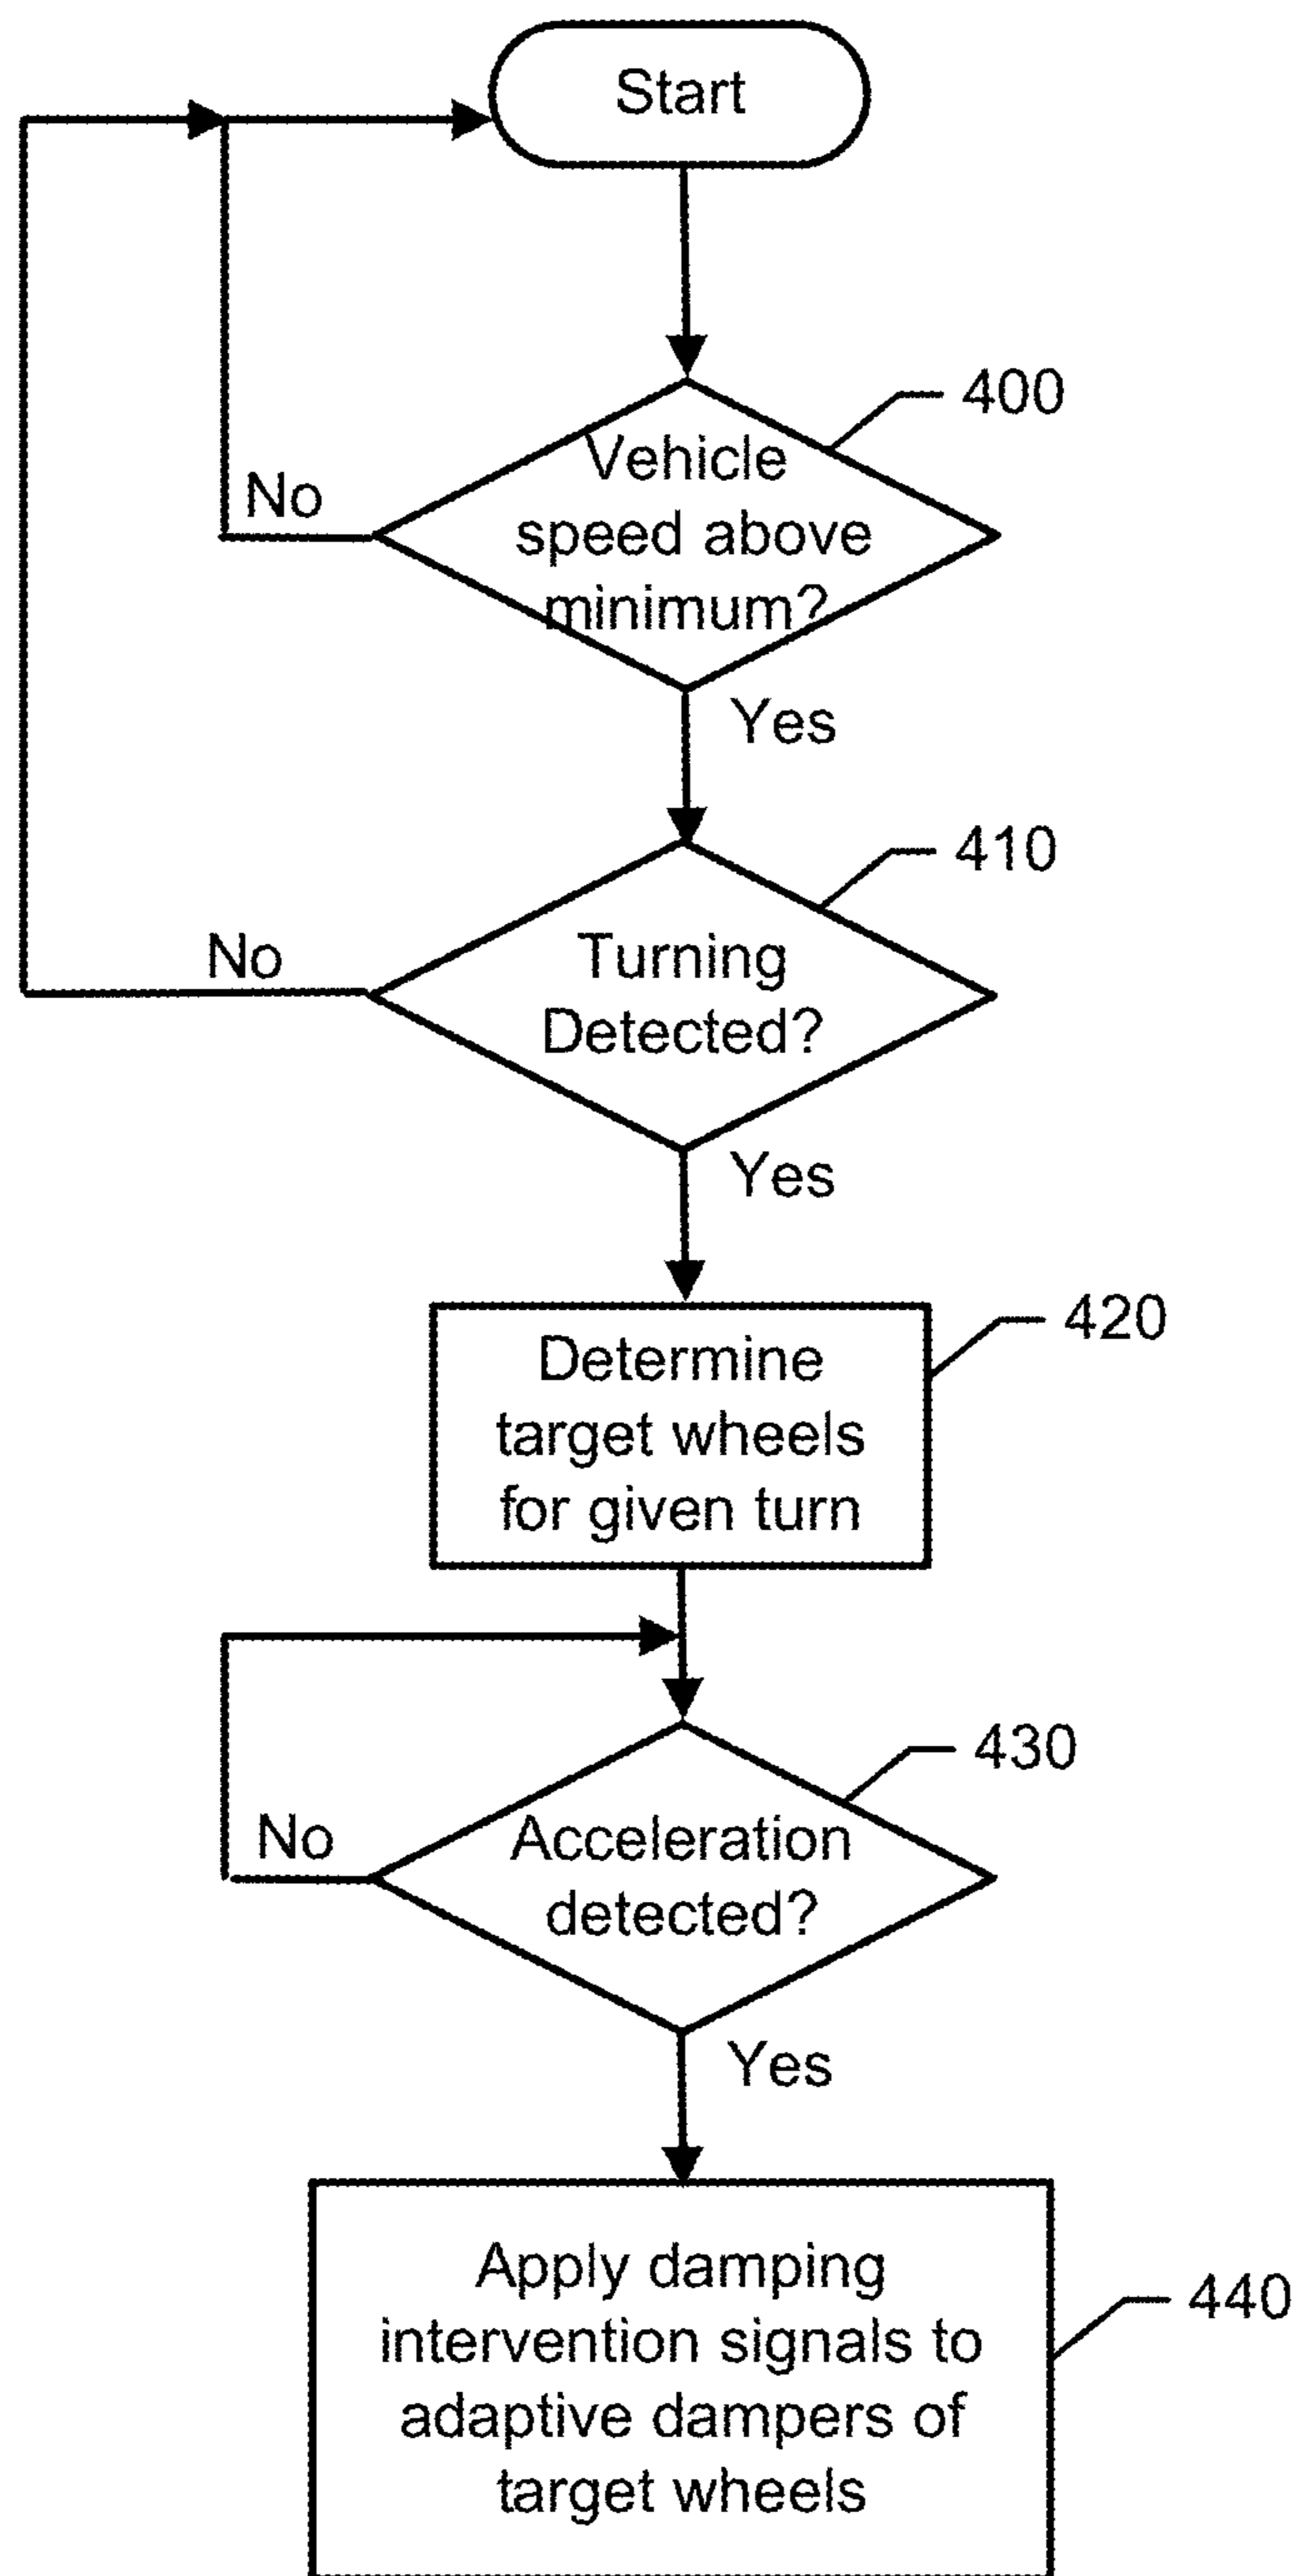 Start
400
Vehicle
speed above
minimum?
No
Yes
410
Turning
Detected?
No
Yes
420
Determine
target wheels
for given turn
430
Acceleration
detected?
No
Yes
440
Apply damping
intervention signals to
adaptive dampers of
target wheels